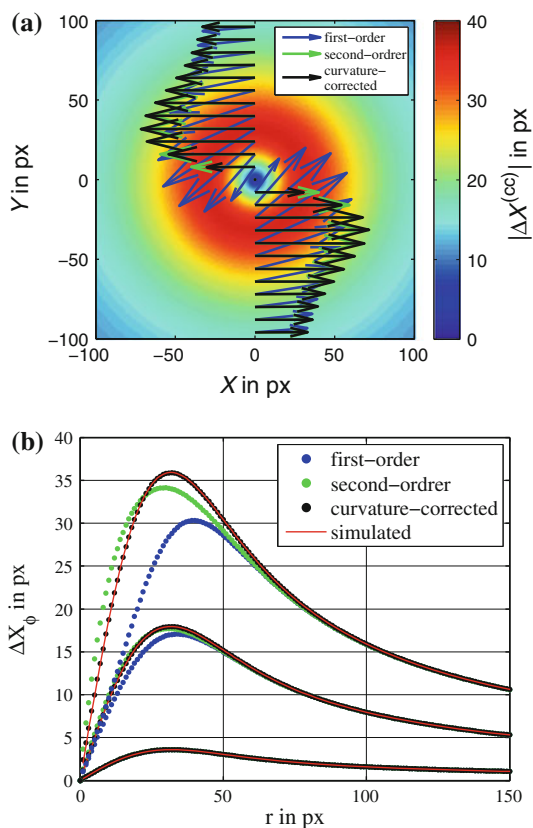 (a)
100
50
0
−50
−100
Y in px
−100 −50 0 50 100
X in px
first−order
second−ordrer
curvature−
corrected
40
30
20
10
0
|ΔX(cc)| in px
(b)
40
35
30
25
20
15
10
5
0
ΔXϕ in px
first−order
second−ordrer
curvature−corrected
simulated
0 50 100 150
r in px